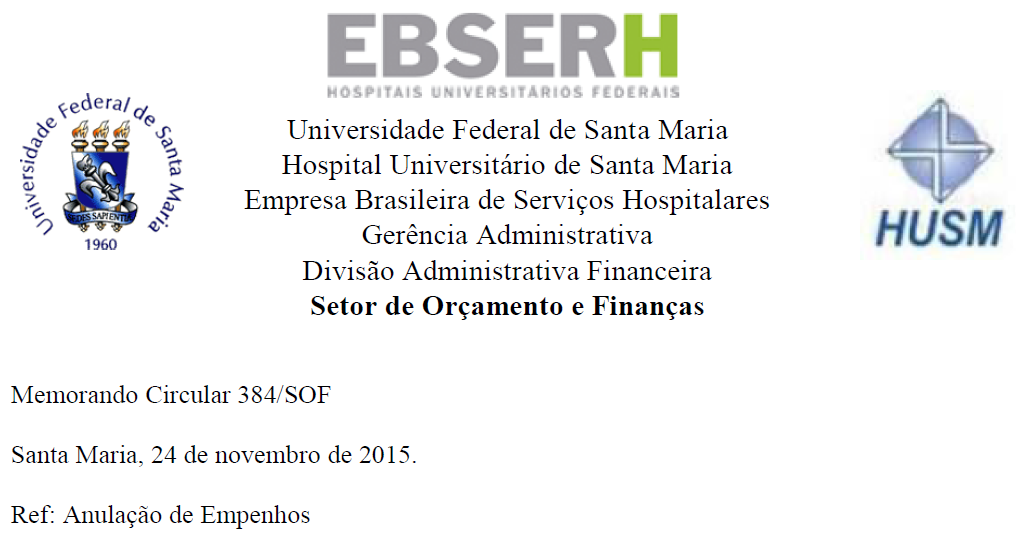 EBSERH
HOSPITAIS UNIVERSITÁRIOS FEDERAIS
Universidade Federal de Santa Maria
SEDES SAPIENTIA
1960
Universidade Federal de Santa Maria
Hospital Universitário de Santa Maria
Empresa Brasileira de Serviços Hospitalares
Gerência Administrativa
Divisão Administrativa Financeira
Setor de Orçamento e Finanças
HUSM
Memorando Circular 384/SOF
Santa Maria, 24 de novembro de 2015.
Ref: Anulação de Empenhos